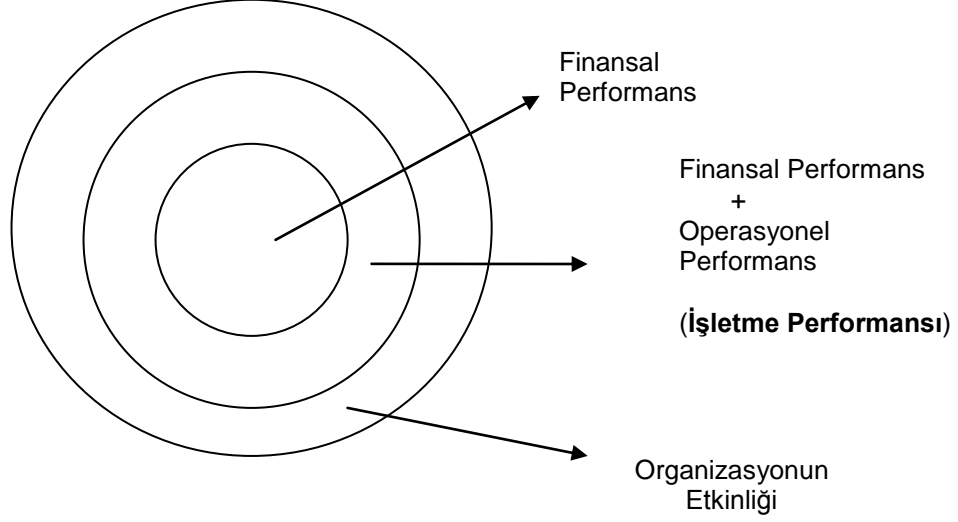 Finansal
Performans
Finansal Performans
+
Operasyonel
Performans
(İşletme Performansı)
Organizasyonun
Etkinliği